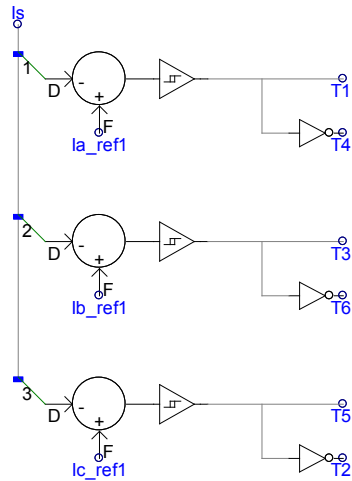 Is
1
D
-
+
F
Ia_ref1
T1
T4
2
D
-
+
F
Ib_ref1
T3
T6
3
D
-
+
F
Ic_ref1
T5
T2